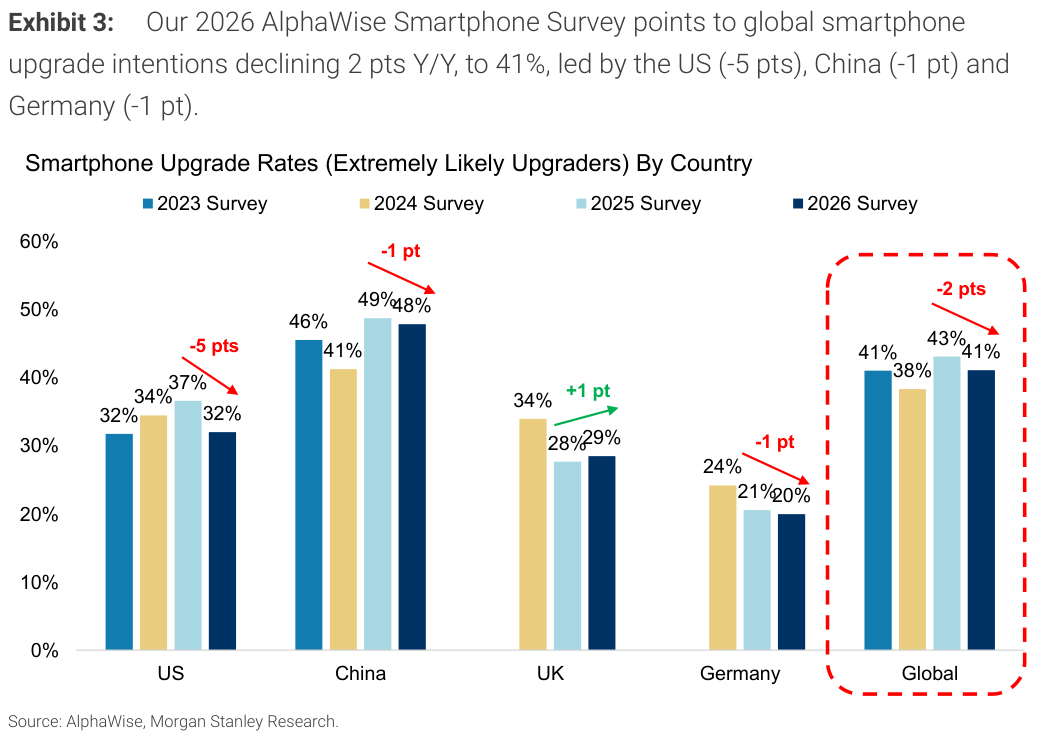 Exhibit 3: Our 2026 AlphaWise Smartphone Survey points to global smartphone
upgrade intentions declining 2 pts Y/Y, to 41%, led by the US (-5 pts), China (-1 pt) and
Germany (-1 pt).
Smartphone Upgrade Rates (Extremely Likely Upgraders) By Country
2023 Survey 2024 Survey 2025 Survey 2026 Survey
60%
50%
40%
30%
20%
10%
0%
-5 pts
32% 34% 37% 32%
US
-1 pt
46% 41% 49% 48%
China
+1 pt
34% 28% 29%
UK
-1 pt
24% 21% 20%
Germany
-2 pts
41% 38% 43% 41%
Global
Source: AlphaWise, Morgan Stanley Research.